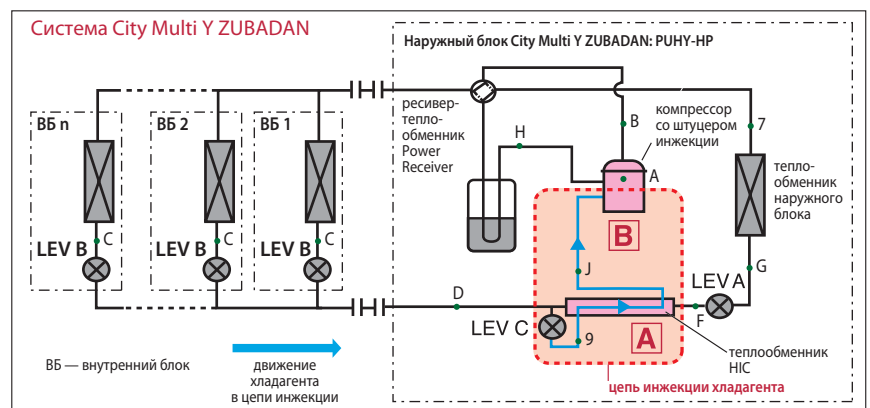 Система City Multi Y ZUBADAN
Наружный блок City Multi Y ZUBADAN: PUHY-HP
ресивер-
тепло-
обменник
Power
Receiver
компрессор
со штуцером
инжекции
ВБ n
ВБ 2
ВБ 1
H
B
7
A
тепло-
обменник
наружного
блока
B
LEV B
C
LEV B
C
LEV B
C
J
G
D
LEV A
F
LEV C
9
A
теплообменник
HIC
ВБ — внутренний блок
движение
хладагента
в цепи инжекции
цепь инжекции хладагента